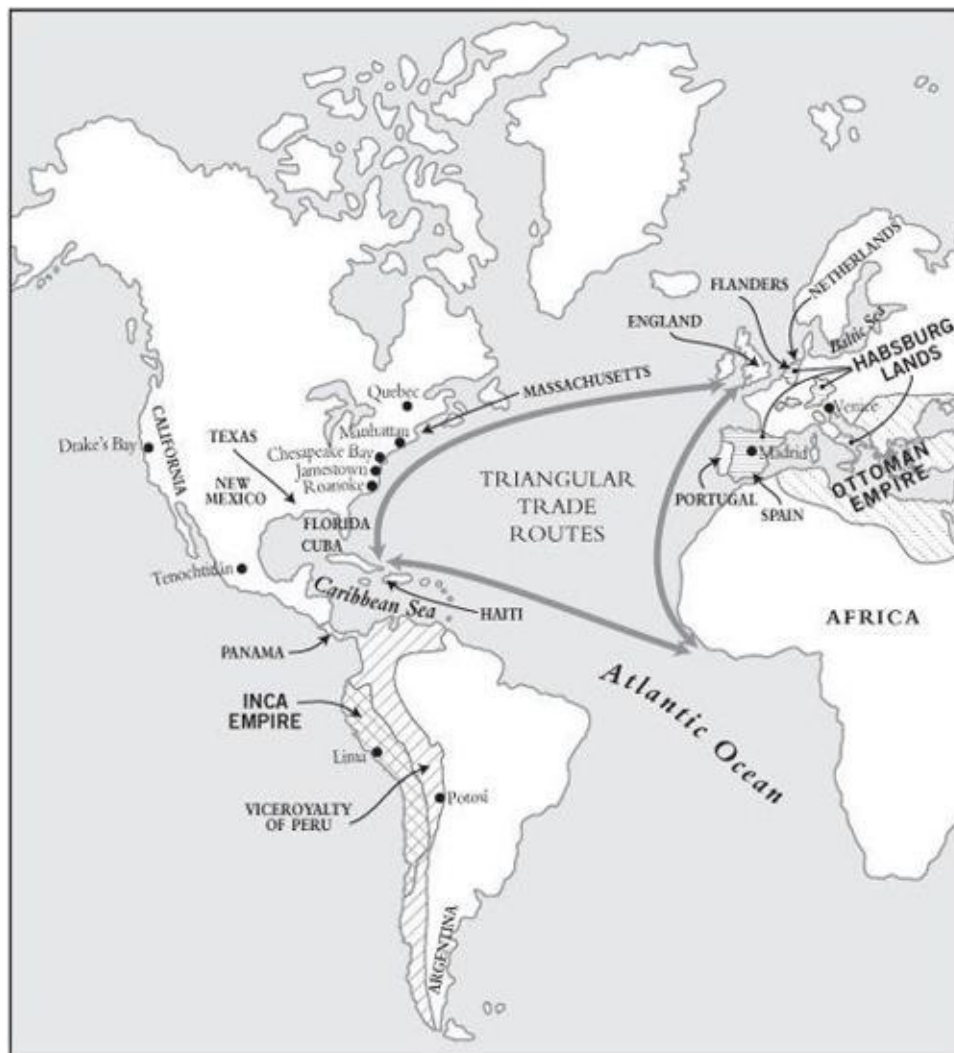 NETHERLANDS
FLANDERS
ENGLAND
Baltic Sea
HABSBURG
LANDS
MASSACHUSETTS
Quebec
Venice
Manhattan
Drake's Bay
CALIFORNIA
TEXAS
Chesapeake Bay
Madrid
NEW
MEXICO
Jamestown
Roanoke
TRIANGULAR
TRADE
ROUTES
PORTUGAL
SPAIN
OTTOMAN
EMPIRE
FLORIDA
CUBA
Tenochtitlán
Caribbean Sea
HAITI
AFRICA
PANAMA
Atlantic Ocean
INCA
EMPIRE
Lima
VICEROYALTY
OF PERU
Potosí
ARGENTINA